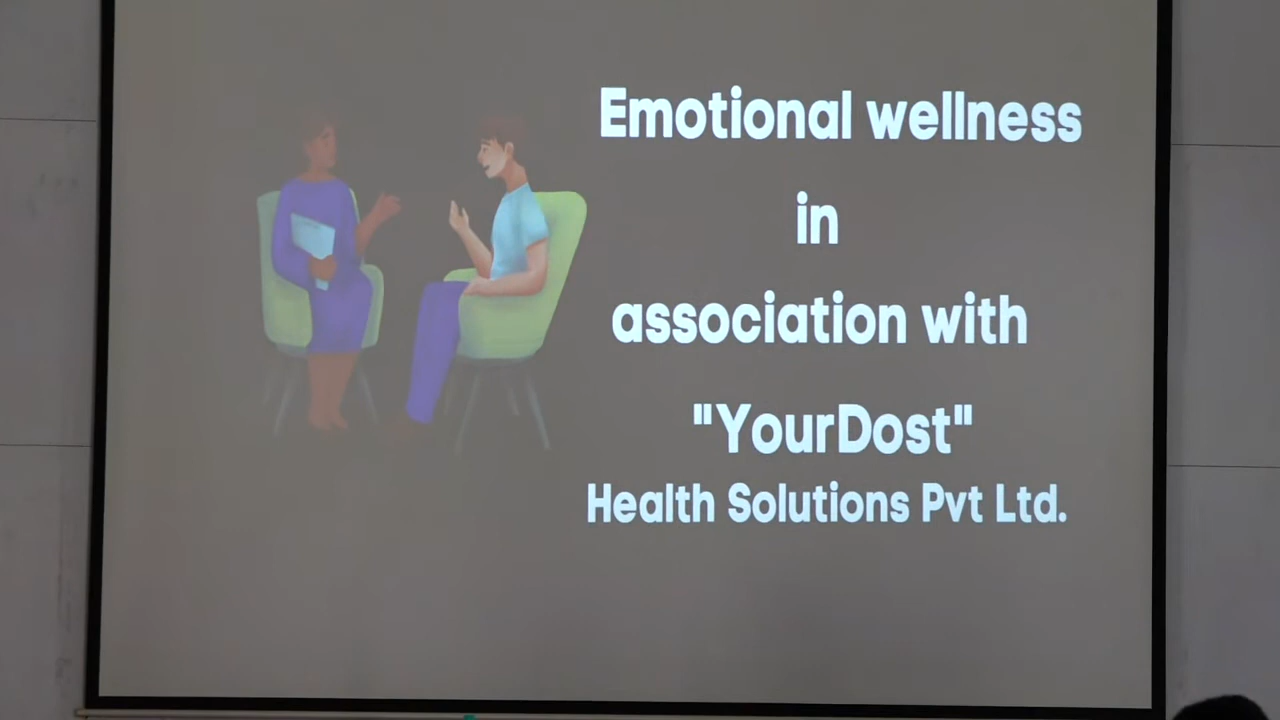 Emotional wellness
in
association with
"YourDost"
Health Solutions Pvt Ltd.